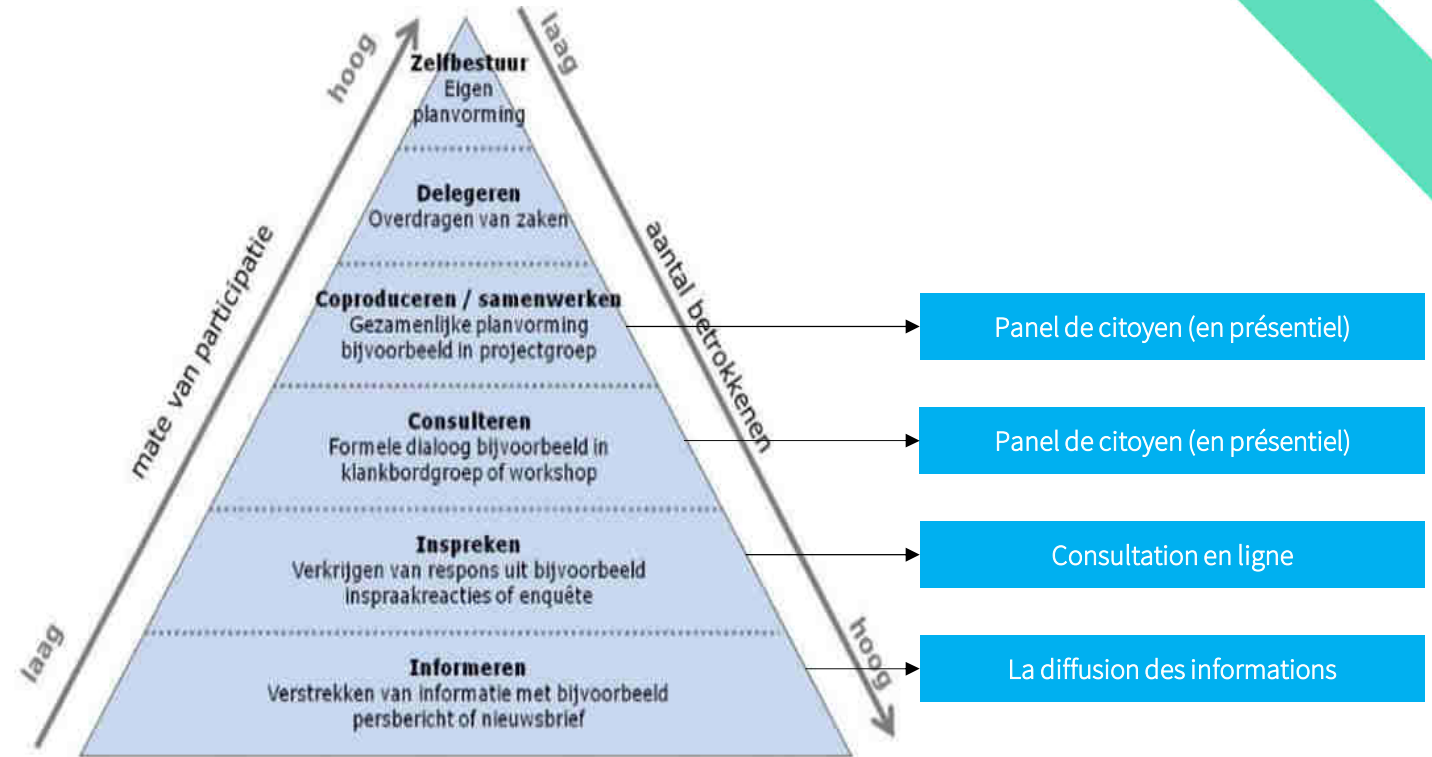 hoog
laag
Zelfbestuur
Eigen
planvorming
Delegeren
Overdragen van zaken
mate van participatie
aantal betrokkenen
Coproduceren / samenwerken
Gezamenlijke planvorming
bijvoorbeeld in projectgroep
Panel de citoyen (en présentiel)
Consulteren
Formele dialoog bijvoorbeeld in
klankbordgroep of workshop
Panel de citoyen (en présentiel)
Inspreken
Verkrijgen van respons uit bijvoorbeeld
inspraakreacties of enquête
Consultation en ligne
laag
hoog
Informeren
Verstrekken van informatie met bijvoorbeeld
persbericht of nieuwsbrief
La diffusion des informations